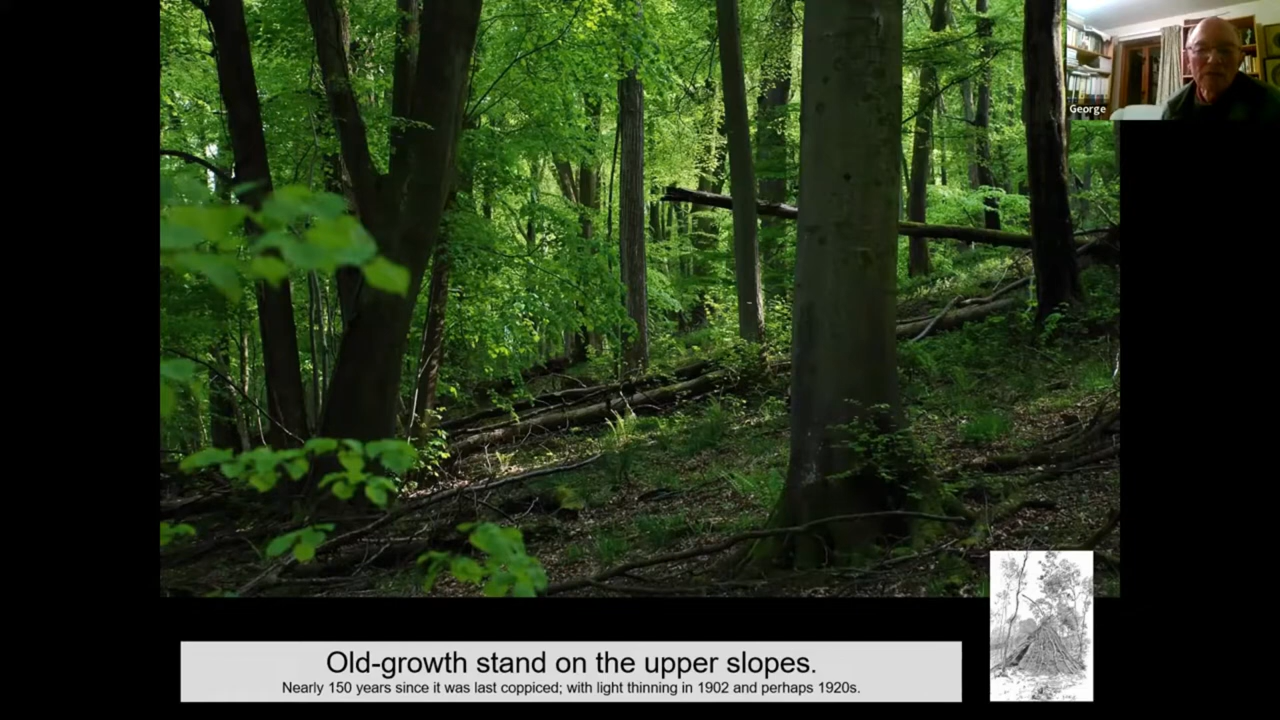 George
Old-growth stand on the upper slopes.
Nearly 150 years since it was last coppiced; with light thinning in 1902 and perhaps 1920s.